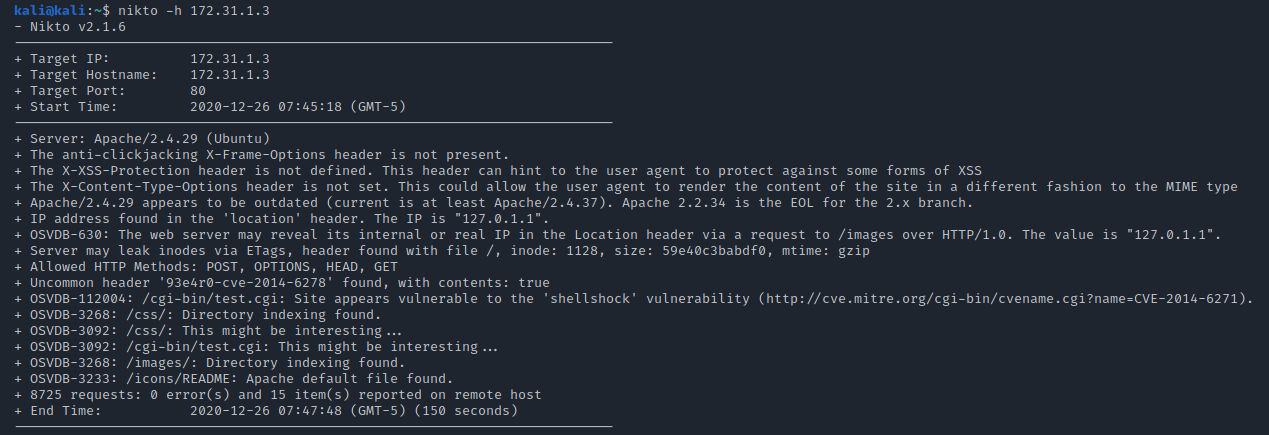 kali@kali:~$ nikto -h 172.31.1.3
- Nikto v2.1.6
+ Target IP: 172.31.1.3
+ Target Hostname: 172.31.1.3
+ Target Port: 80
+ Start Time: 2020-12-26 07:45:18 (GMT-5)
+ Server: Apache/2.4.29 (Ubuntu)
+ The anti-clickjacking X-Frame-Options header is not present.
+ The X-XSS-Protection header is not defined. This header can hint to the user agent to protect against some forms of XSS
+ The X-Content-Type-Options header is not set. This could allow the user agent to render the content of the site in a different fashion to the MIME type
+ Apache/2.4.29 appears to be outdated (current is at least Apache/2.4.37). Apache 2.2.34 is the EOL for the 2.x branch.
+ IP address found in the 'location' header. The IP is "127.0.1.1".
+ OSVDB-630: The web server may reveal its internal or real IP in the Location header via a request to /images over HTTP/1.0. The value is "127.0.1.1".
+ Server may leak inodes via ETags, header found with file /, inode: 1128, size: 59e40c3babdf0, mtime: gzip
+ Allowed HTTP Methods: POST, OPTIONS, HEAD, GET
+ Uncommon header '93e4r0-cve-2014-6278' found, with contents: true
+ OSVDB-112004: /cgi-bin/test.cgi: Site appears vulnerable to the 'shellshock' vulnerability (http://cve.mitre.org/cgi-bin/cvename.cgi?name=CVE-2014-6271).
+ OSVDB-3268: /css/: Directory indexing found.
+ OSVDB-3092: /css/: This might be interesting...
+ OSVDB-3092: /cgi-bin/test.cgi: This might be interesting...
+ OSVDB-3268: /images/: Directory indexing found.
+ OSVDB-3233: /icons/README: Apache default file found.
+ 8725 requests: 0 error(s) and 15 item(s) reported on remote host
+ End Time: 2020-12-26 07:47:48 (GMT-5) (150 seconds)